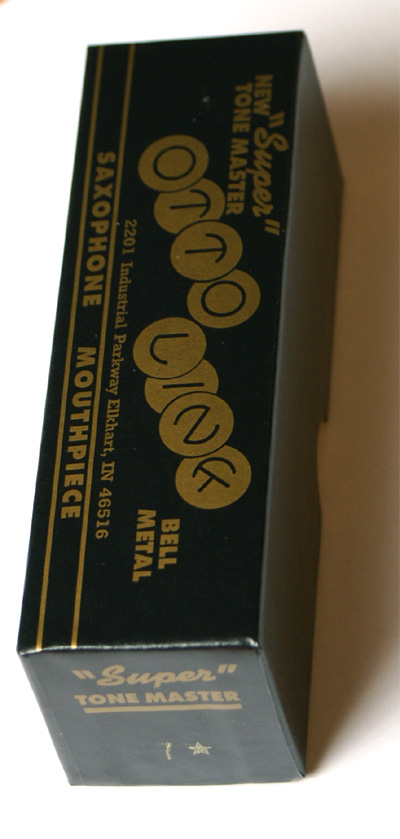 NEW "Super"
TONE MASTER
OTTO LINK
2201 Industrial Parkway Elkhart, IN 46516
BELL
METAL
SAXOPHONE MOUTHPIECE
"Super"
TONE MASTER
7 ☆